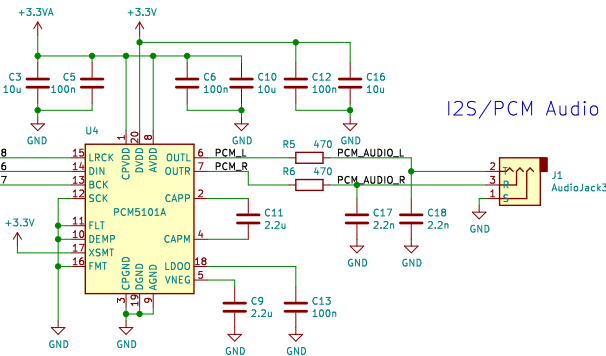 +3.3VA
+3.3V
C3
10u
C5
100n
C6
100n
C10
10u
C12
100n
C16
10u
GND
GND
GND
I2S/PCM Audio
U4
1
CPVDD
20
DVDD
8
AVDD
8
15
LRCK
6
14
DIN
7
13
BCK
12
SCK
11
FLT
10
DEMP
17
XSMT
16
FMT
PCM5101A
OUTL
6
PCM_L
OUTR
7
PCM_R
CAPP
2
CAPM
4
LDOO
18
VNEG
5
CPGND
3
DGND
19
AGND
9
R5
470
PCM_AUDIO_L
R6
470
PCM_AUDIO_R
2
T
3
R
1
S
J1
AudioJack3
GND
C11
2.2u
C17
2.2n
C18
2.2n
GND
GND
+3.3V
C9
2.2u
C13
100n
GND
GND
GND
GND